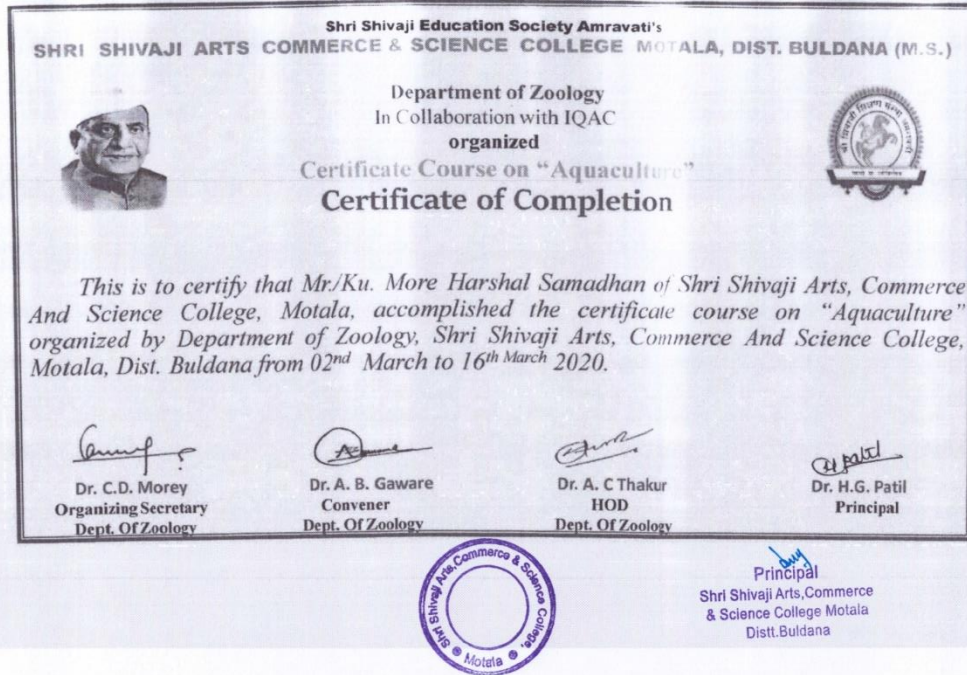 Shri Shivaji Education Society Amravati's
SHRI SHIVAJI ARTS COMMERCE & SCIENCE COLLEGE MOTALA, DIST. BULDANA (M.S.)
Department of Zoology
In Collaboration with IQAC
organized
Certificate Course on “Aquaculture”
Certificate of Completion
This is to certify that Mr./Ku. More Harshal Samadhan of Shri Shivaji Arts, Commerce
And Science College, Motala, accomplished the certificate course on “Aquaculture”
organized by Department of Zoology, Shri Shivaji Arts, Commerce And Science College,
Motala, Dist. Buldana from 02nd March to 16th March 2020.
Dr. C.D. Morey
Organizing Secretary
Dept. Of Zoology
Dr. A. B. Gaware
Convener
Dept. Of Zoology
Dr. A. C Thakur
HOD
Dept. Of Zoology
Dr. H.G. Patil
Principal
Shri Shivaji Arts,Commerce & Science College,
Motala
Principal
Shri Shivaji Arts,Commerce
& Science College Motala
Distt.Buldana